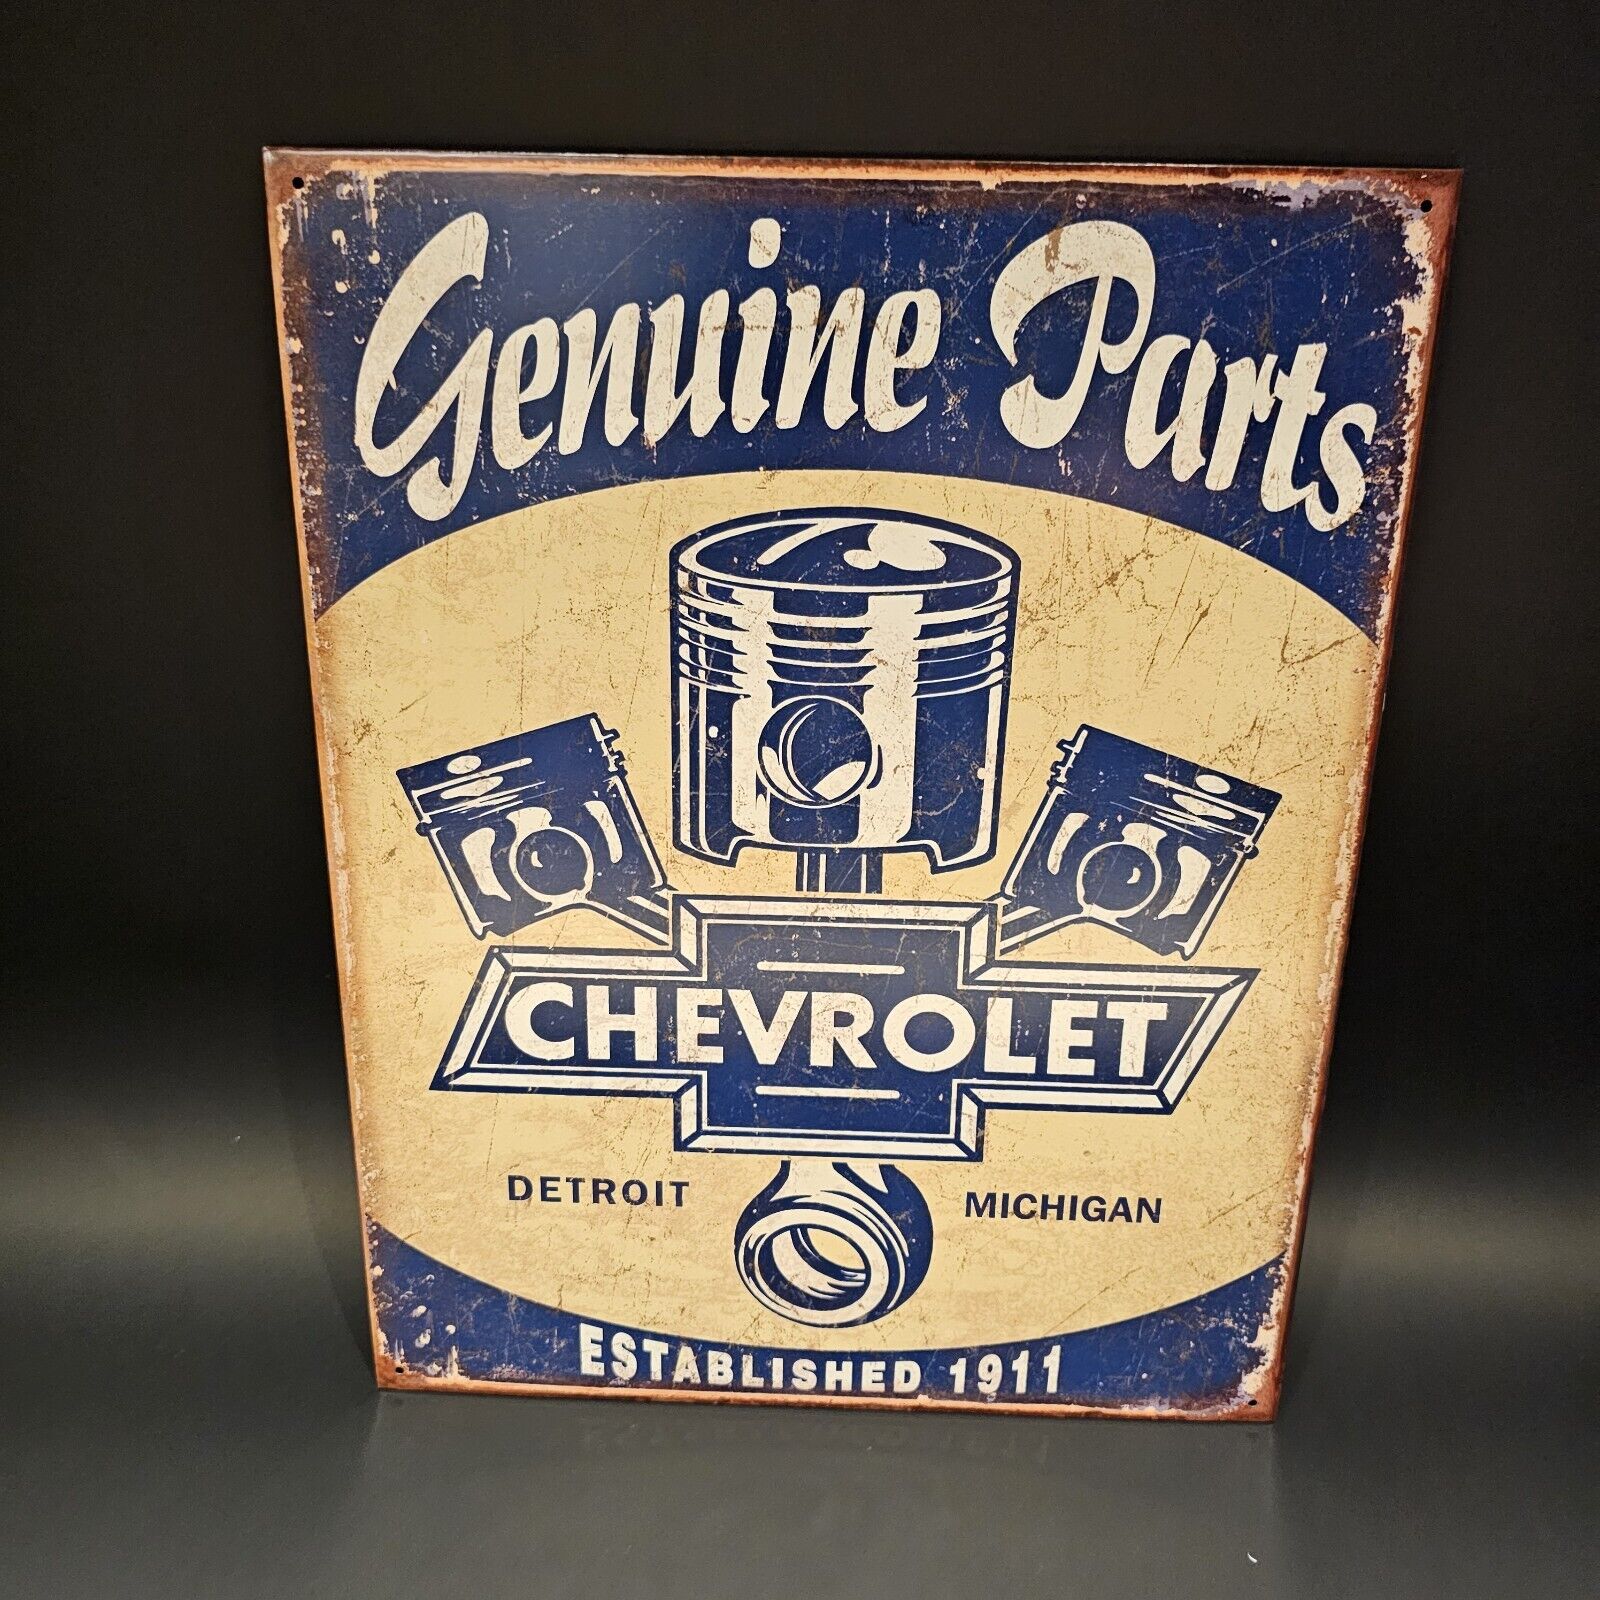 Genuine Parts
CHEVROLET
DETROIT MICHIGAN
ESTABLISHED 1911